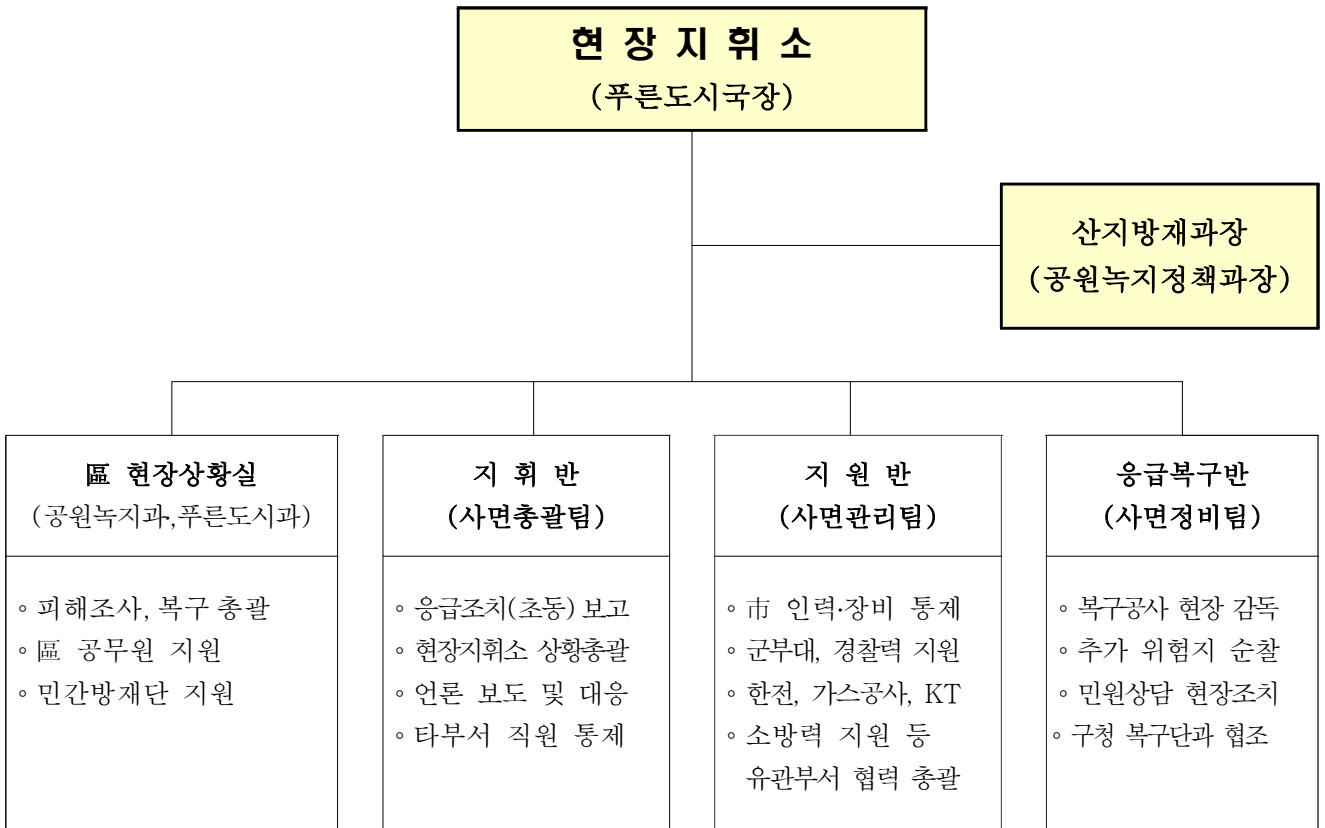 현 장 지 휘 소
(푸른도시국장)
산지방재과장
(공원녹지정책과장)
區 현장상황실
(공원녹지과,푸른도시과)
◦ 피해조사, 복구 총괄
◦ 區 공무원 지원
◦ 민간방재단 지원
지 휘 반
(사면총괄팀)
◦ 응급조치(초동) 보고
◦ 현장지휘소 상황총괄
◦ 언론 보도 및 대응
◦ 타부서 직원 통제
지 원 반
(사면관리팀)
◦ 市 인력·장비 통제
◦ 군부대, 경찰력 지원
◦ 한전, 가스공사, KT
◦ 소방력 지원 등
유관부서 협력 총괄
응급복구반
(사면정비팀)
◦ 복구공사 현장 감독
◦ 추가 위험지 순찰
◦ 민원상담 현장조치
◦ 구청 복구단과 협조